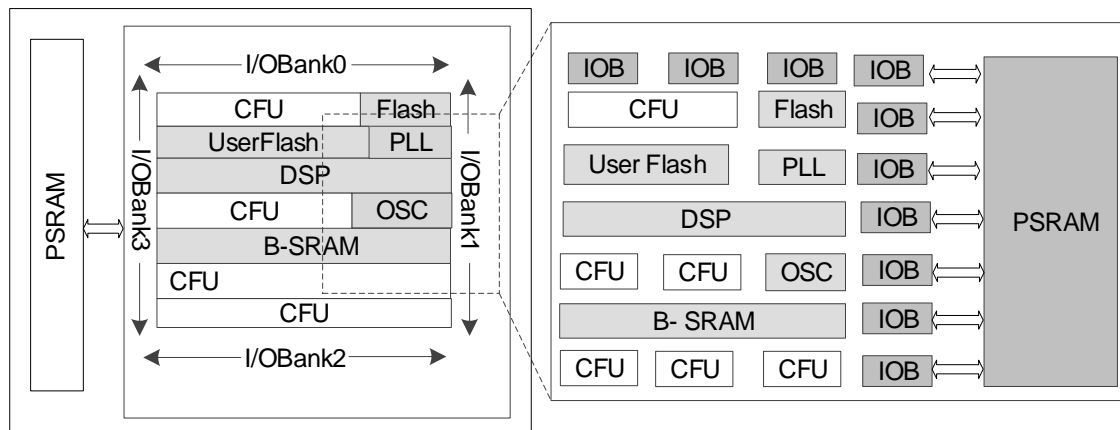 PSRAM
I/OBank0
I/OBank3
CFU
Flash
UserFlash
PLL
DSP
CFU
OSC
B-SRAM
CFU
CFU
I/OBank1
I/OBank2
IOB
IOB
IOB
IOB
CFU
Flash
IOB
User Flash
PLL
IOB
DSP
IOB
CFU
CFU
OSC
IOB
B- SRAM
IOB
CFU
CFU
CFU
IOB
PSRAM